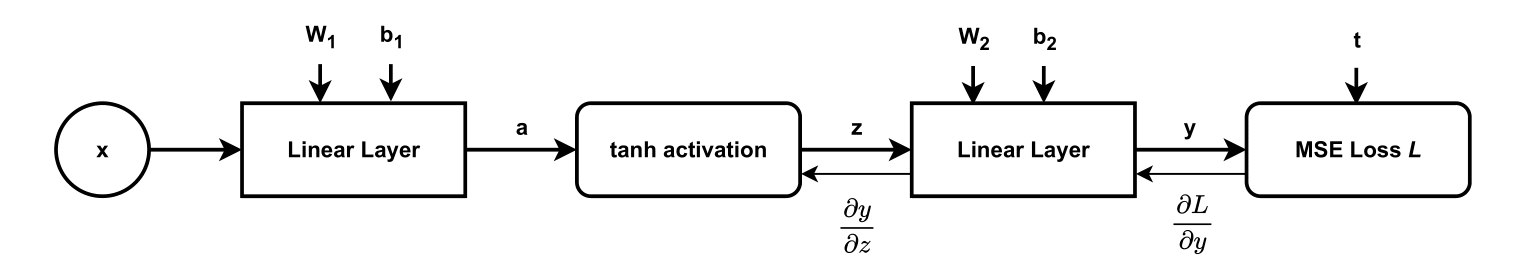 W₁ b₁
W₂ b₂
t
x
Linear Layer
a
tanh activation
z
Linear Layer
y
MSE Loss L
∂y/∂z
∂L/∂y